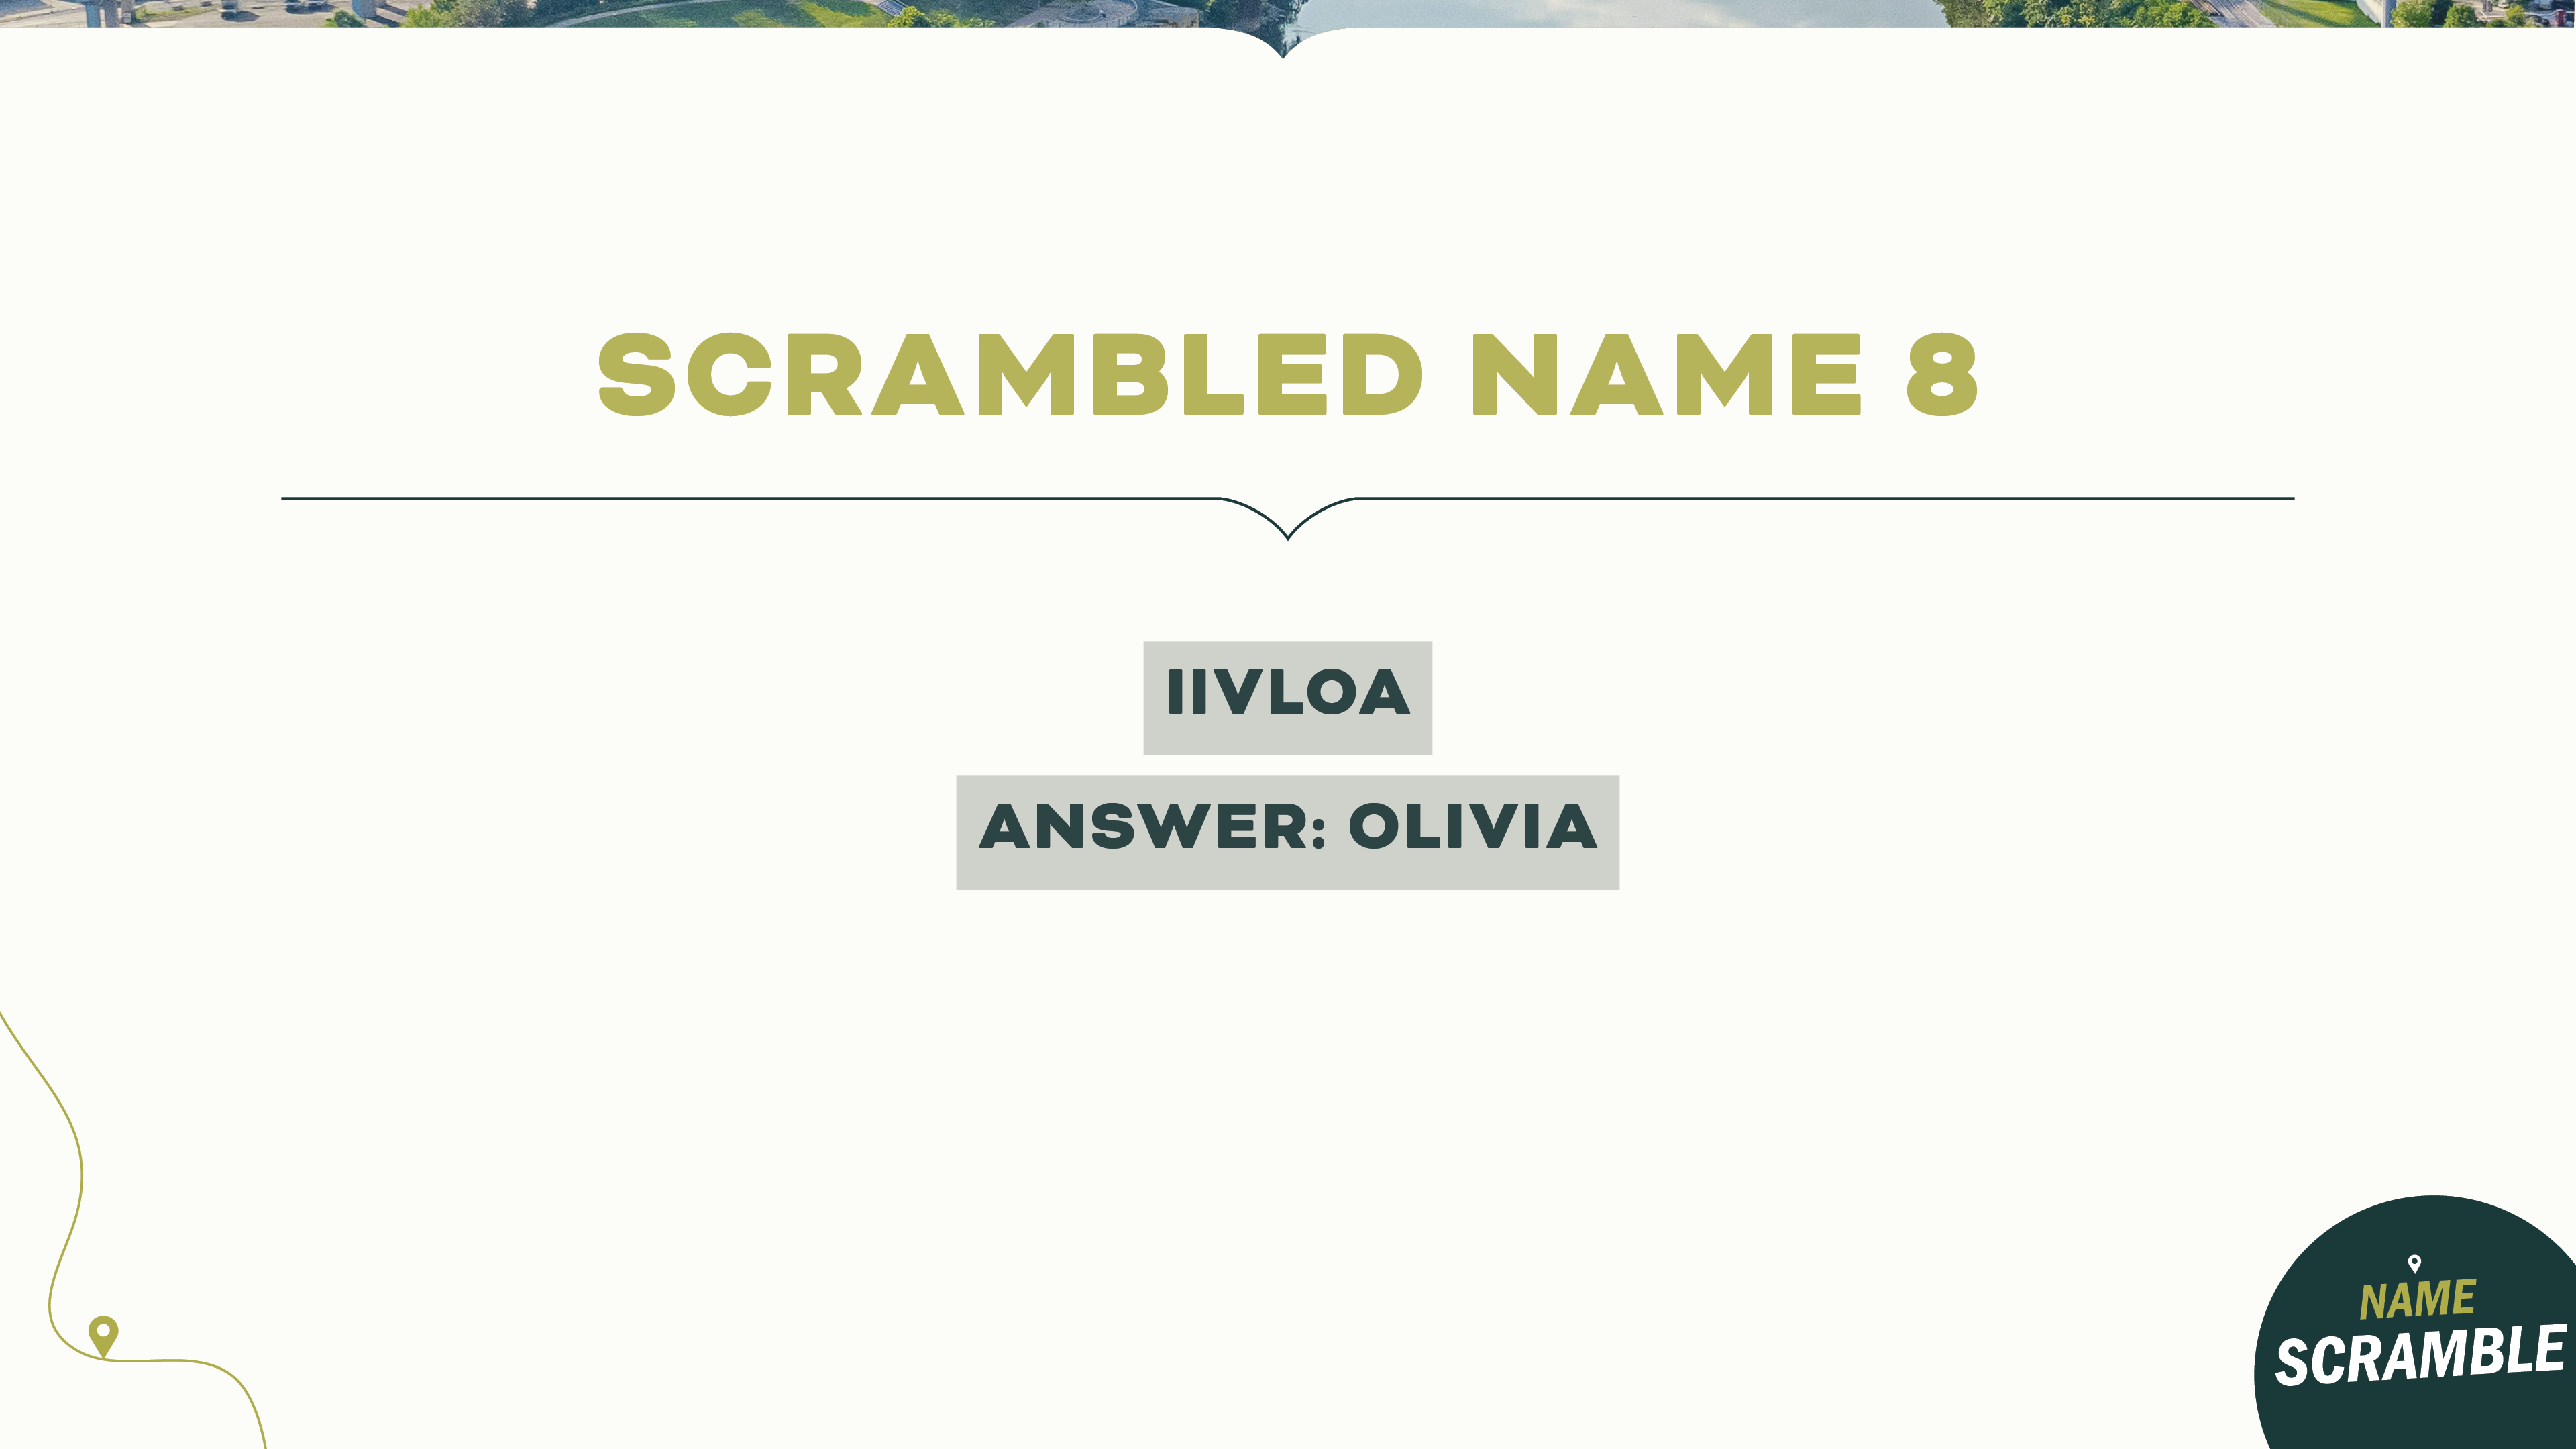 SCRAMBLED NAME 8
IIVLOA
ANSWER: OLIVIA
NAME
SCRAMBLE